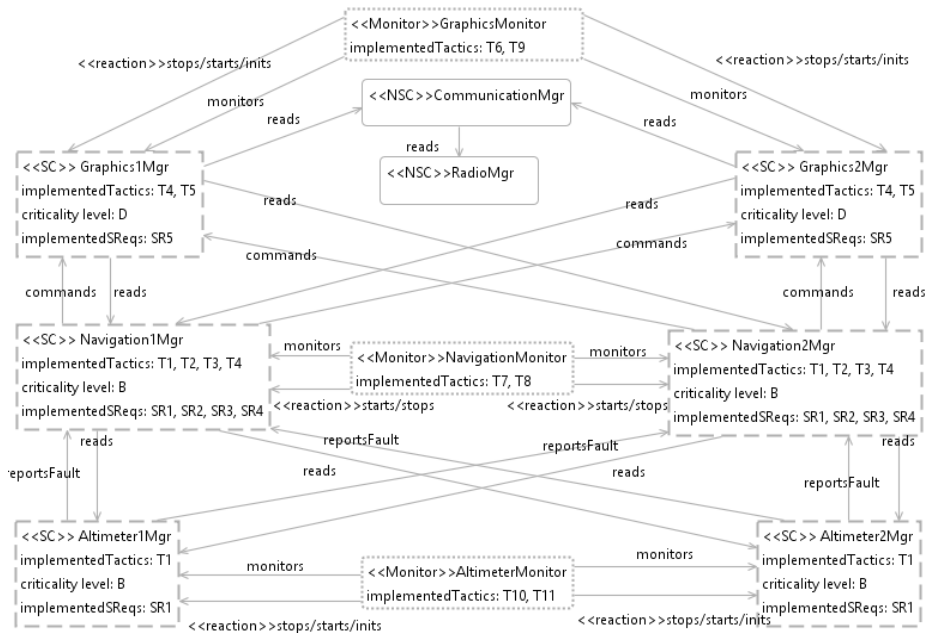 <<Monitor>>GraphicsMonitor
implementedTactics: T6, T9
<<reaction>>stops/starts/inits
<<reaction>>stops/starts/inits
monitors
monitors
<<NSC>>CommunicationMgr
reads
reads
reads
<<NSC>>RadioMgr
<<SC>> Graphics1Mgr
implementedTactics: T4, T5
criticality level: D
implementedSReqs: SR5
<<SC>> Graphics2Mgr
implementedTactics: T4, T5
criticality level: D
implementedSReqs: SR5
reads
reads
commands
commands
commands
reads
commands
reads
<<SC>> Navigation1Mgr
implementedTactics: T1, T2, T3, T4
criticality level: B
implementedSReqs: SR1, SR2, SR3, SR4
monitors
<<Monitor>>NavigationMonitor
implementedTactics: T7, T8
monitors
<<reaction>>starts/stops
<<reaction>>starts/stops
<<SC>> Navigation2Mgr
implementedTactics: T1, T2, T3, T4
criticality level: B
implementedSReqs: SR1, SR2, SR3, SR4
reads
reportsFault
reportsFault
reportsFault
reads
reads
reads
reportsFault
<<SC>> Altimeter1Mgr
implementedTactics: T1
criticality level: B
implementedSReqs: SR1
monitors
<<Monitor>>AltimeterMonitor
implementedTactics: T10, T11
monitors
<<reaction>>stops/starts/inits
<<reaction>>stops/starts/inits
<<SC>> Altimeter2Mgr
implementedTactics: T1
criticality level: B
implementedSReqs: SR1